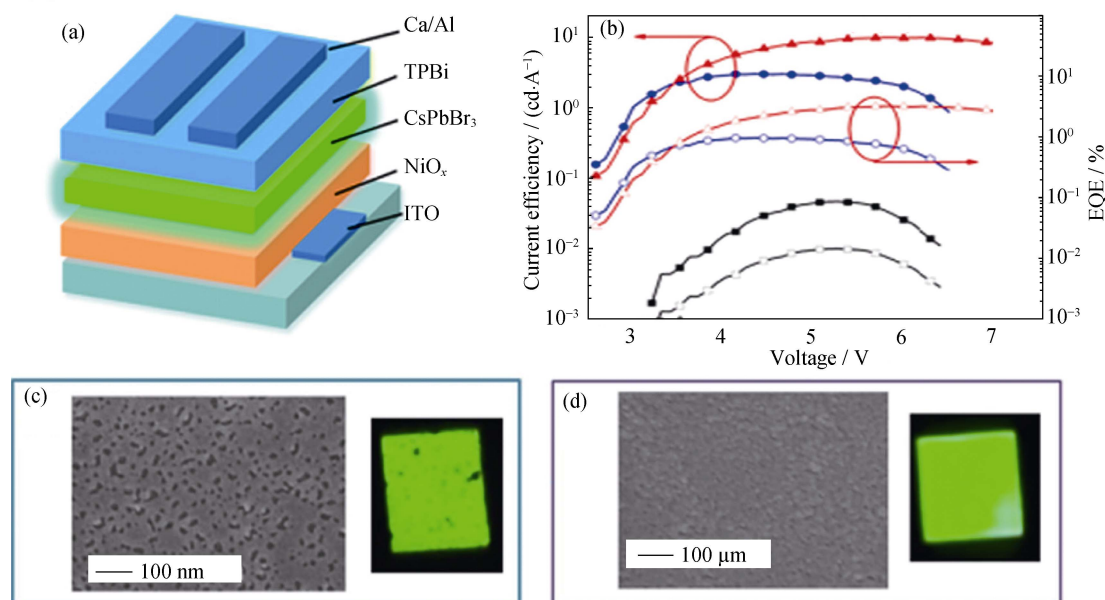 (a)
Ca/Al
TPBi
CsPbBr₃
NiOₓ
ITO
(b)
Current efficiency / (cd·A⁻¹)
10¹
10⁰
10⁻¹
10⁻²
10⁻³
3 4 5 6 7
Voltage / V
10²
10¹
10⁰
10⁻¹
10⁻²
10⁻³
EQE / %
(c)
100 nm
(d)
100 μm